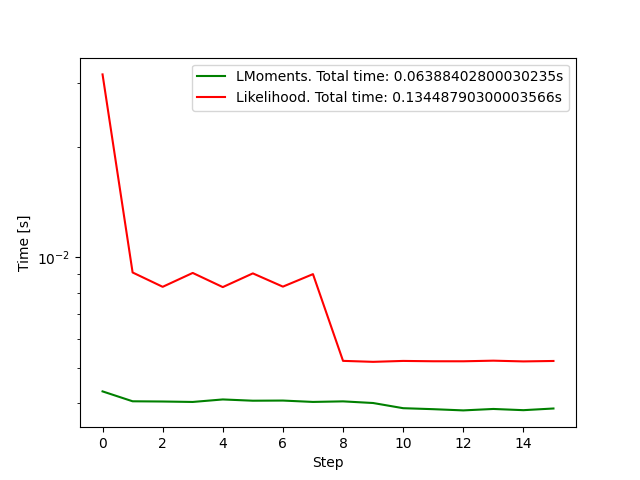 LMoments. Total time: 0.06388402800030235s
Likelihood. Total time: 0.13448790300003566s
Time [s]
10⁻²
0 2 4 6 8 10 12 14
Step